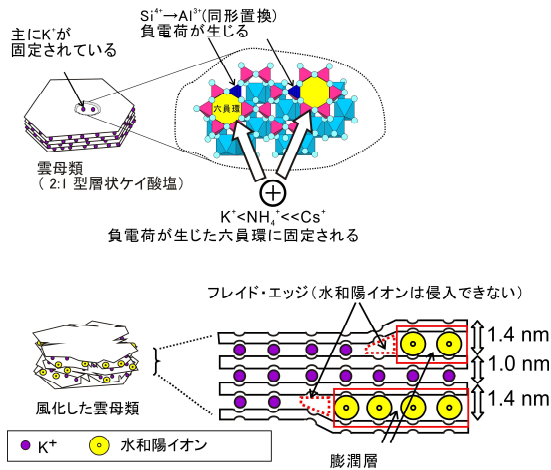 Si⁴⁺→Al³⁺(同形置換)
負電荷が生じる
主にK⁺が
固定されている
六員環
雲母類
(2:1 型層状ケイ酸塩)
+
K⁺<NH₄⁺<<Cs⁺
負電荷が生じた六員環に固定される
フレイド・エッジ(水和陽イオンは侵入できない)
1.4 nm
1.0 nm
1.4 nm
風化した雲母類
膨潤層
K⁺
水和陽イオン